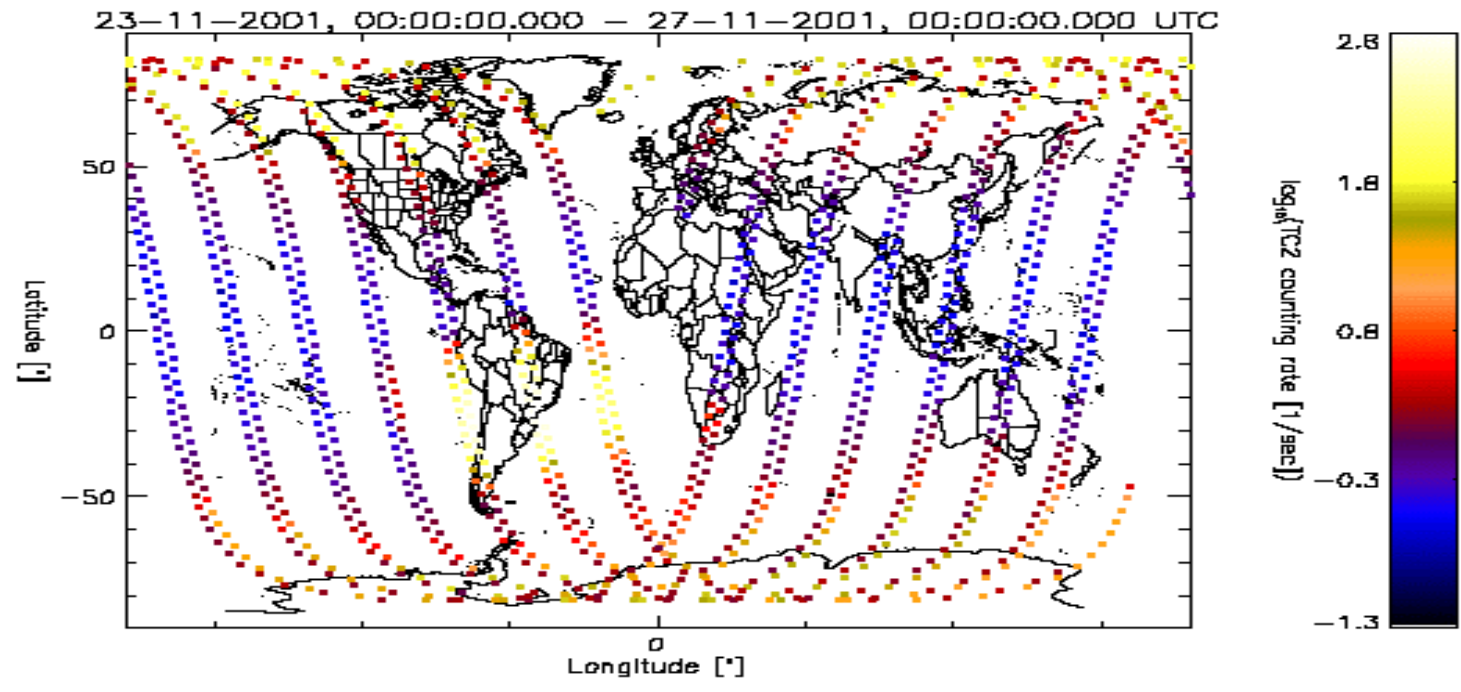 23-11-2001, 00:00:00.000 - 27-11-2001, 00:00:00.000 UTC
50
0
-50
Latitude [°]
0
Longitude [°]
2.8
1.8
0.8
-0.3
-1.3
log10(TC2 counting rate [1/sec])